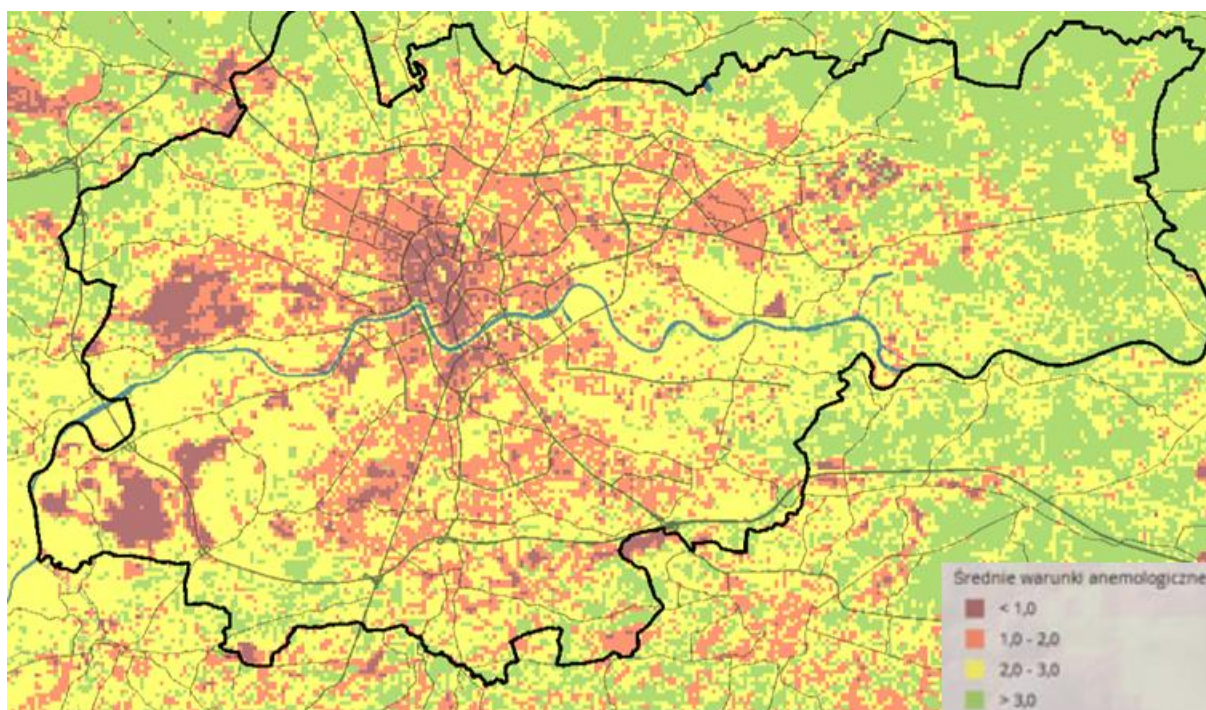 Średnie warunki anemologiczne
< 1,0
1,0 - 2,0
2,0 - 3,0
> 3,0